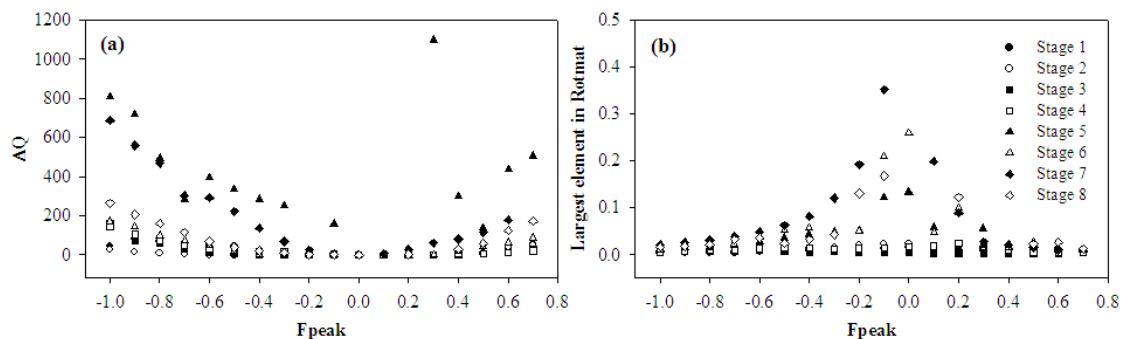 1200
1000
800
600
400
200
0
ΔQ
(a)
-1.0 -0.8 -0.6 -0.4 -0.2 0.0 0.2 0.4 0.6 0.8
Fpeak
0.5
0.4
0.3
0.2
0.1
0.0
Largest element in Rotmat
(b)
Stage 1
Stage 2
Stage 3
Stage 4
Stage 5
Stage 6
Stage 7
Stage 8
-1.0 -0.8 -0.6 -0.4 -0.2 0.0 0.2 0.4 0.6 0.8
Fpeak